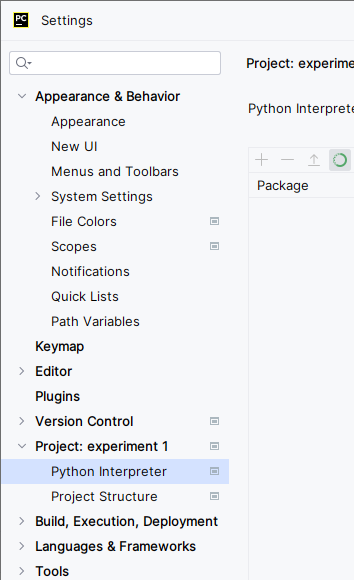 PC Settings
Project: experime
Appearance & Behavior
Python Interprete
Appearance
New UI
Menus and Toolbars
System Settings
Package
File Colors
Scopes
Notifications
Quick Lists
Path Variables
Keymap
Editor
Plugins
Version Control
Project: experiment 1
Python Interpreter
Project Structure
Build, Execution, Deployment
Languages & Frameworks
Tools